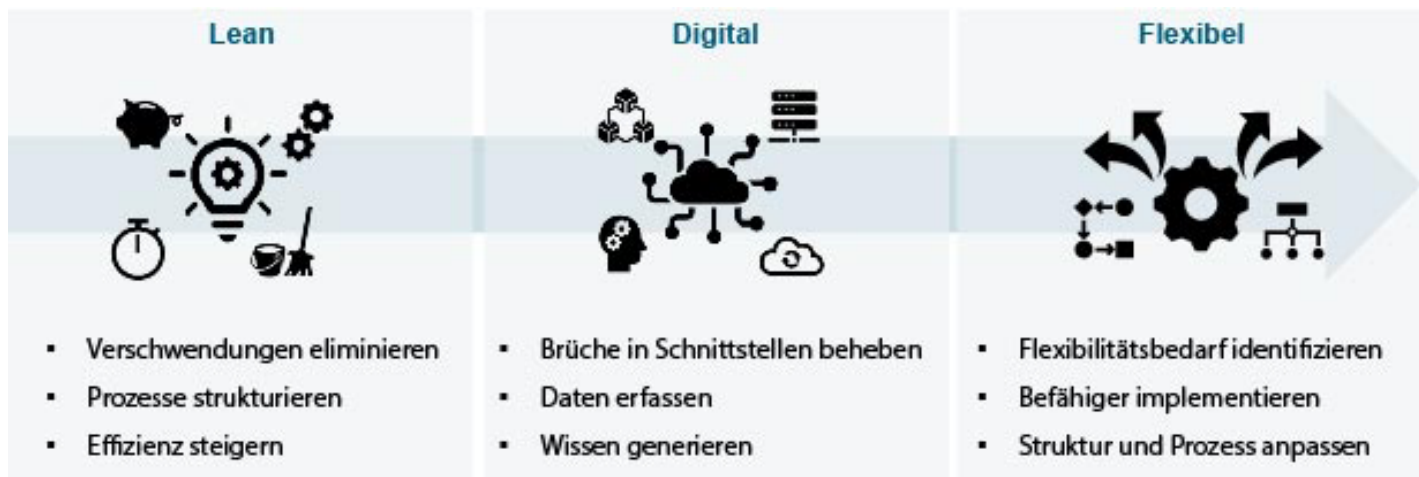 Lean
Digital
Flexibel
▪ Verschwendungen eliminieren
▪ Prozesse strukturieren
▪ Effizienz steigern
▪ Brüche in Schnittstellen beheben
▪ Daten erfassen
▪ Wissen generieren
▪ Flexibilitätsbedarf identifizieren
▪ Befähiger implementieren
▪ Struktur und Prozess anpassen